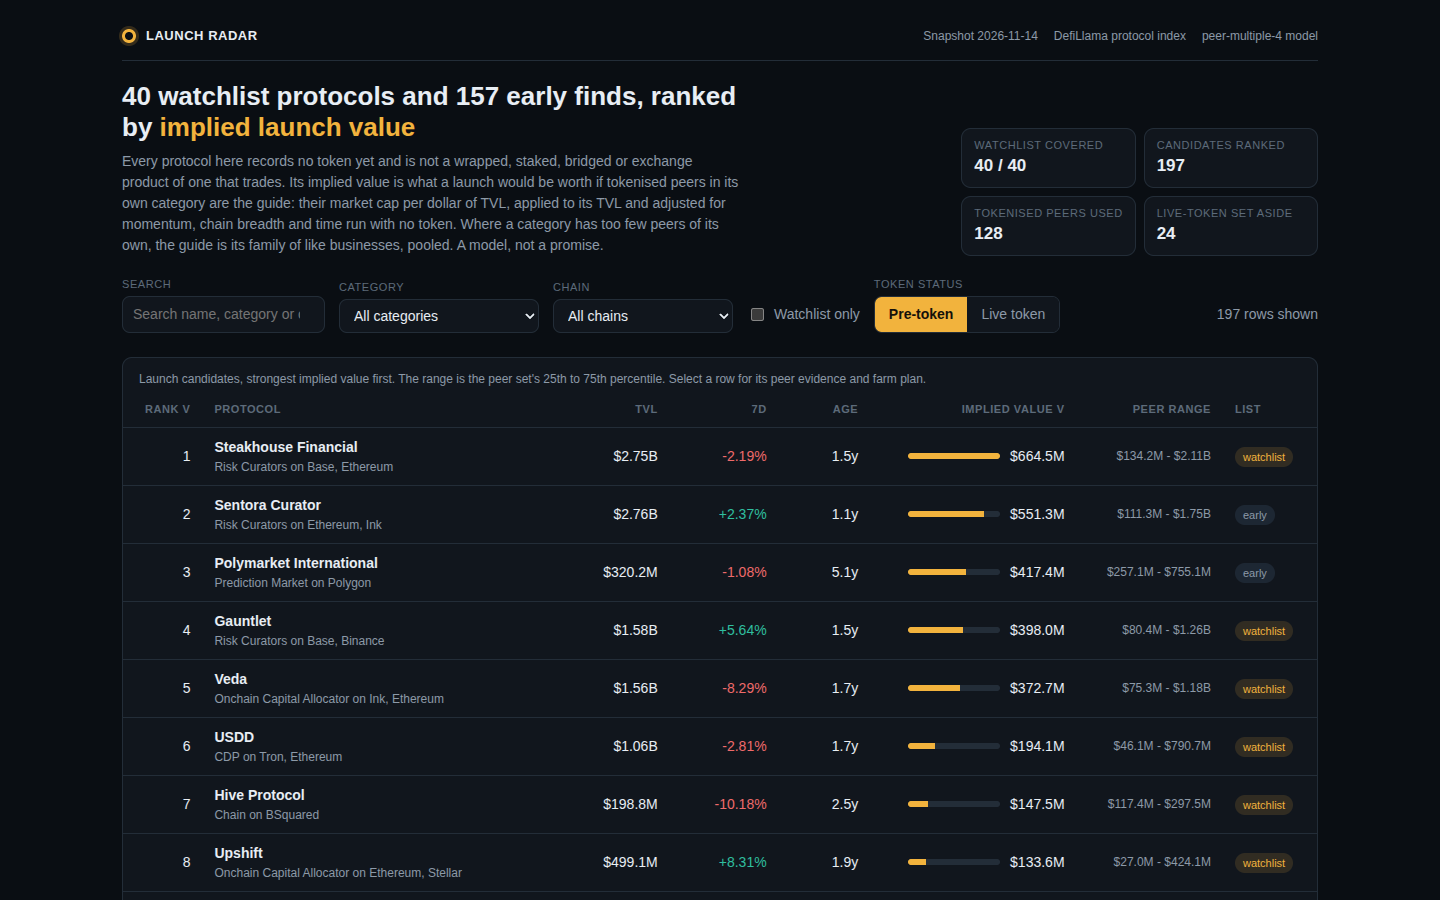 LAUNCH RADAR
Snapshot 2026-11-14 DefiLlama protocol index peer-multiple-4 model
40 watchlist protocols and 157 early finds, ranked
by implied launch value
Every protocol here records no token yet and is not a wrapped, staked, bridged or exchange
product of one that trades. Its implied value is what a launch would be worth if tokenised peers in its
own category are the guide: their market cap per dollar of TVL, applied to its TVL and adjusted for
momentum, chain breadth and time run with no token. Where a category has too few peers of its
own, the guide is its family of like businesses, pooled. A model, not a promise.
WATCHLIST COVERED
40 / 40
CANDIDATES RANKED
197
TOKENISED PEERS USED
128
LIVE-TOKEN SET ASIDE
24
SEARCH
Search name, category or c
CATEGORY
All categories
CHAIN
All chains
Watchlist only
TOKEN STATUS
Pre-token Live token
197 rows shown
Launch candidates, strongest implied value first. The range is the peer set's 25th to 75th percentile. Select a row for its peer evidence and farm plan.
RANK V PROTOCOL TVL 7D AGE IMPLIED VALUE V PEER RANGE LIST
1 Steakhouse Financial $2.75B -2.19% 1.5y $664.5M $134.2M - $2.11B watchlist
Risk Curators on Base, Ethereum
2 Sentora Curator $2.76B +2.37% 1.1y $551.3M $111.3M - $1.75B early
Risk Curators on Ethereum, Ink
3 Polymarket International $320.2M -1.08% 5.1y $417.4M $257.1M - $755.1M early
Prediction Market on Polygon
4 Gauntlet $1.58B +5.64% 1.5y $398.0M $80.4M - $1.26B watchlist
Risk Curators on Base, Binance
5 Veda $1.56B -8.29% 1.7y $372.7M $75.3M - $1.18B watchlist
Onchain Capital Allocator on Ink, Ethereum
6 USDD $1.06B -2.81% 1.7y $194.1M $46.1M - $790.7M watchlist
CDP on Tron, Ethereum
7 Hive Protocol $198.8M -10.18% 2.5y $147.5M $117.4M - $297.5M watchlist
Chain on BSquared
8 Upshift $499.1M +8.31% 1.9y $133.6M $27.0M - $424.1M watchlist
Onchain Capital Allocator on Ethereum, Stellar